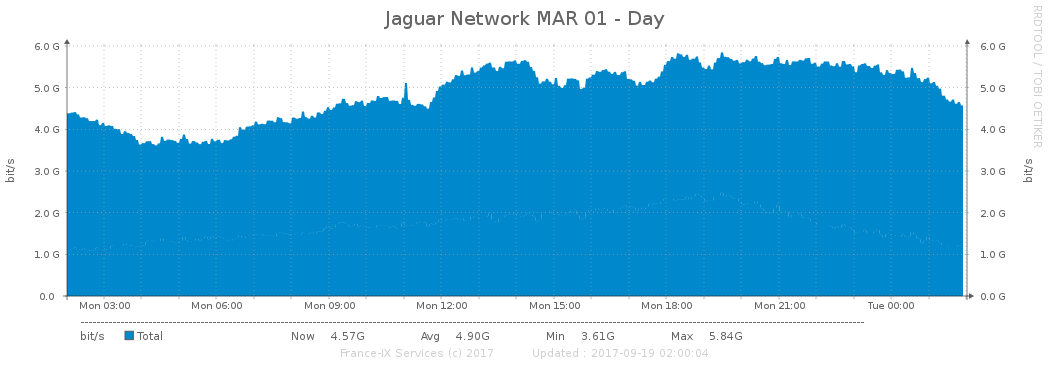 Jaguar Network MAR 01 - Day
RRDTOOL / TOBI OETIKER
bit/s
bit/s
6.0 G 6.0 G
5.0 G 5.0 G
4.0 G 4.0 G
3.0 G 3.0 G
2.0 G 2.0 G
1.0 G 1.0 G
0.0 0.0 G
Mon 03:00 Mon 06:00 Mon 09:00 Mon 12:00 Mon 15:00 Mon 18:00 Mon 21:00 Tue 00:00
bit/s Total Now 4.57G Avg 4.90G Min 3.61G Max 5.84G
France-IX Services (c) 2017 Updated : 2017-09-19 02:00:04